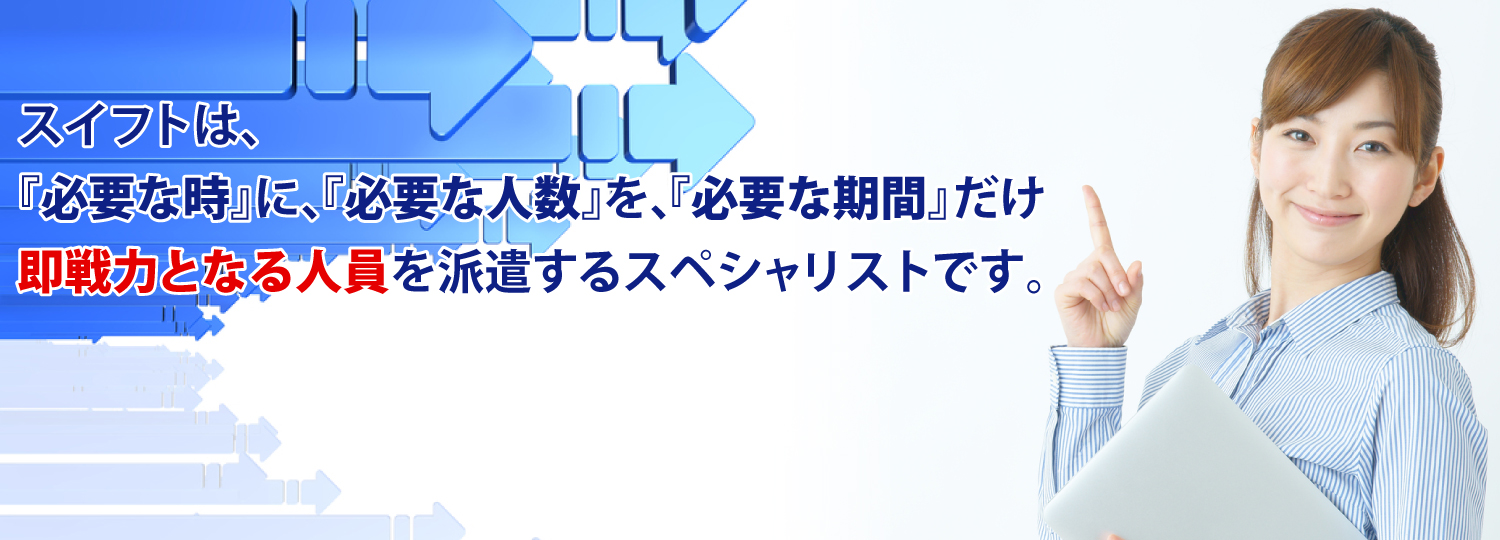 スイフトは、
『必要な時』に、『必要な人数』を、『必要な期間』だけ
即戦力となる人員を派遣するスペシャリストです。